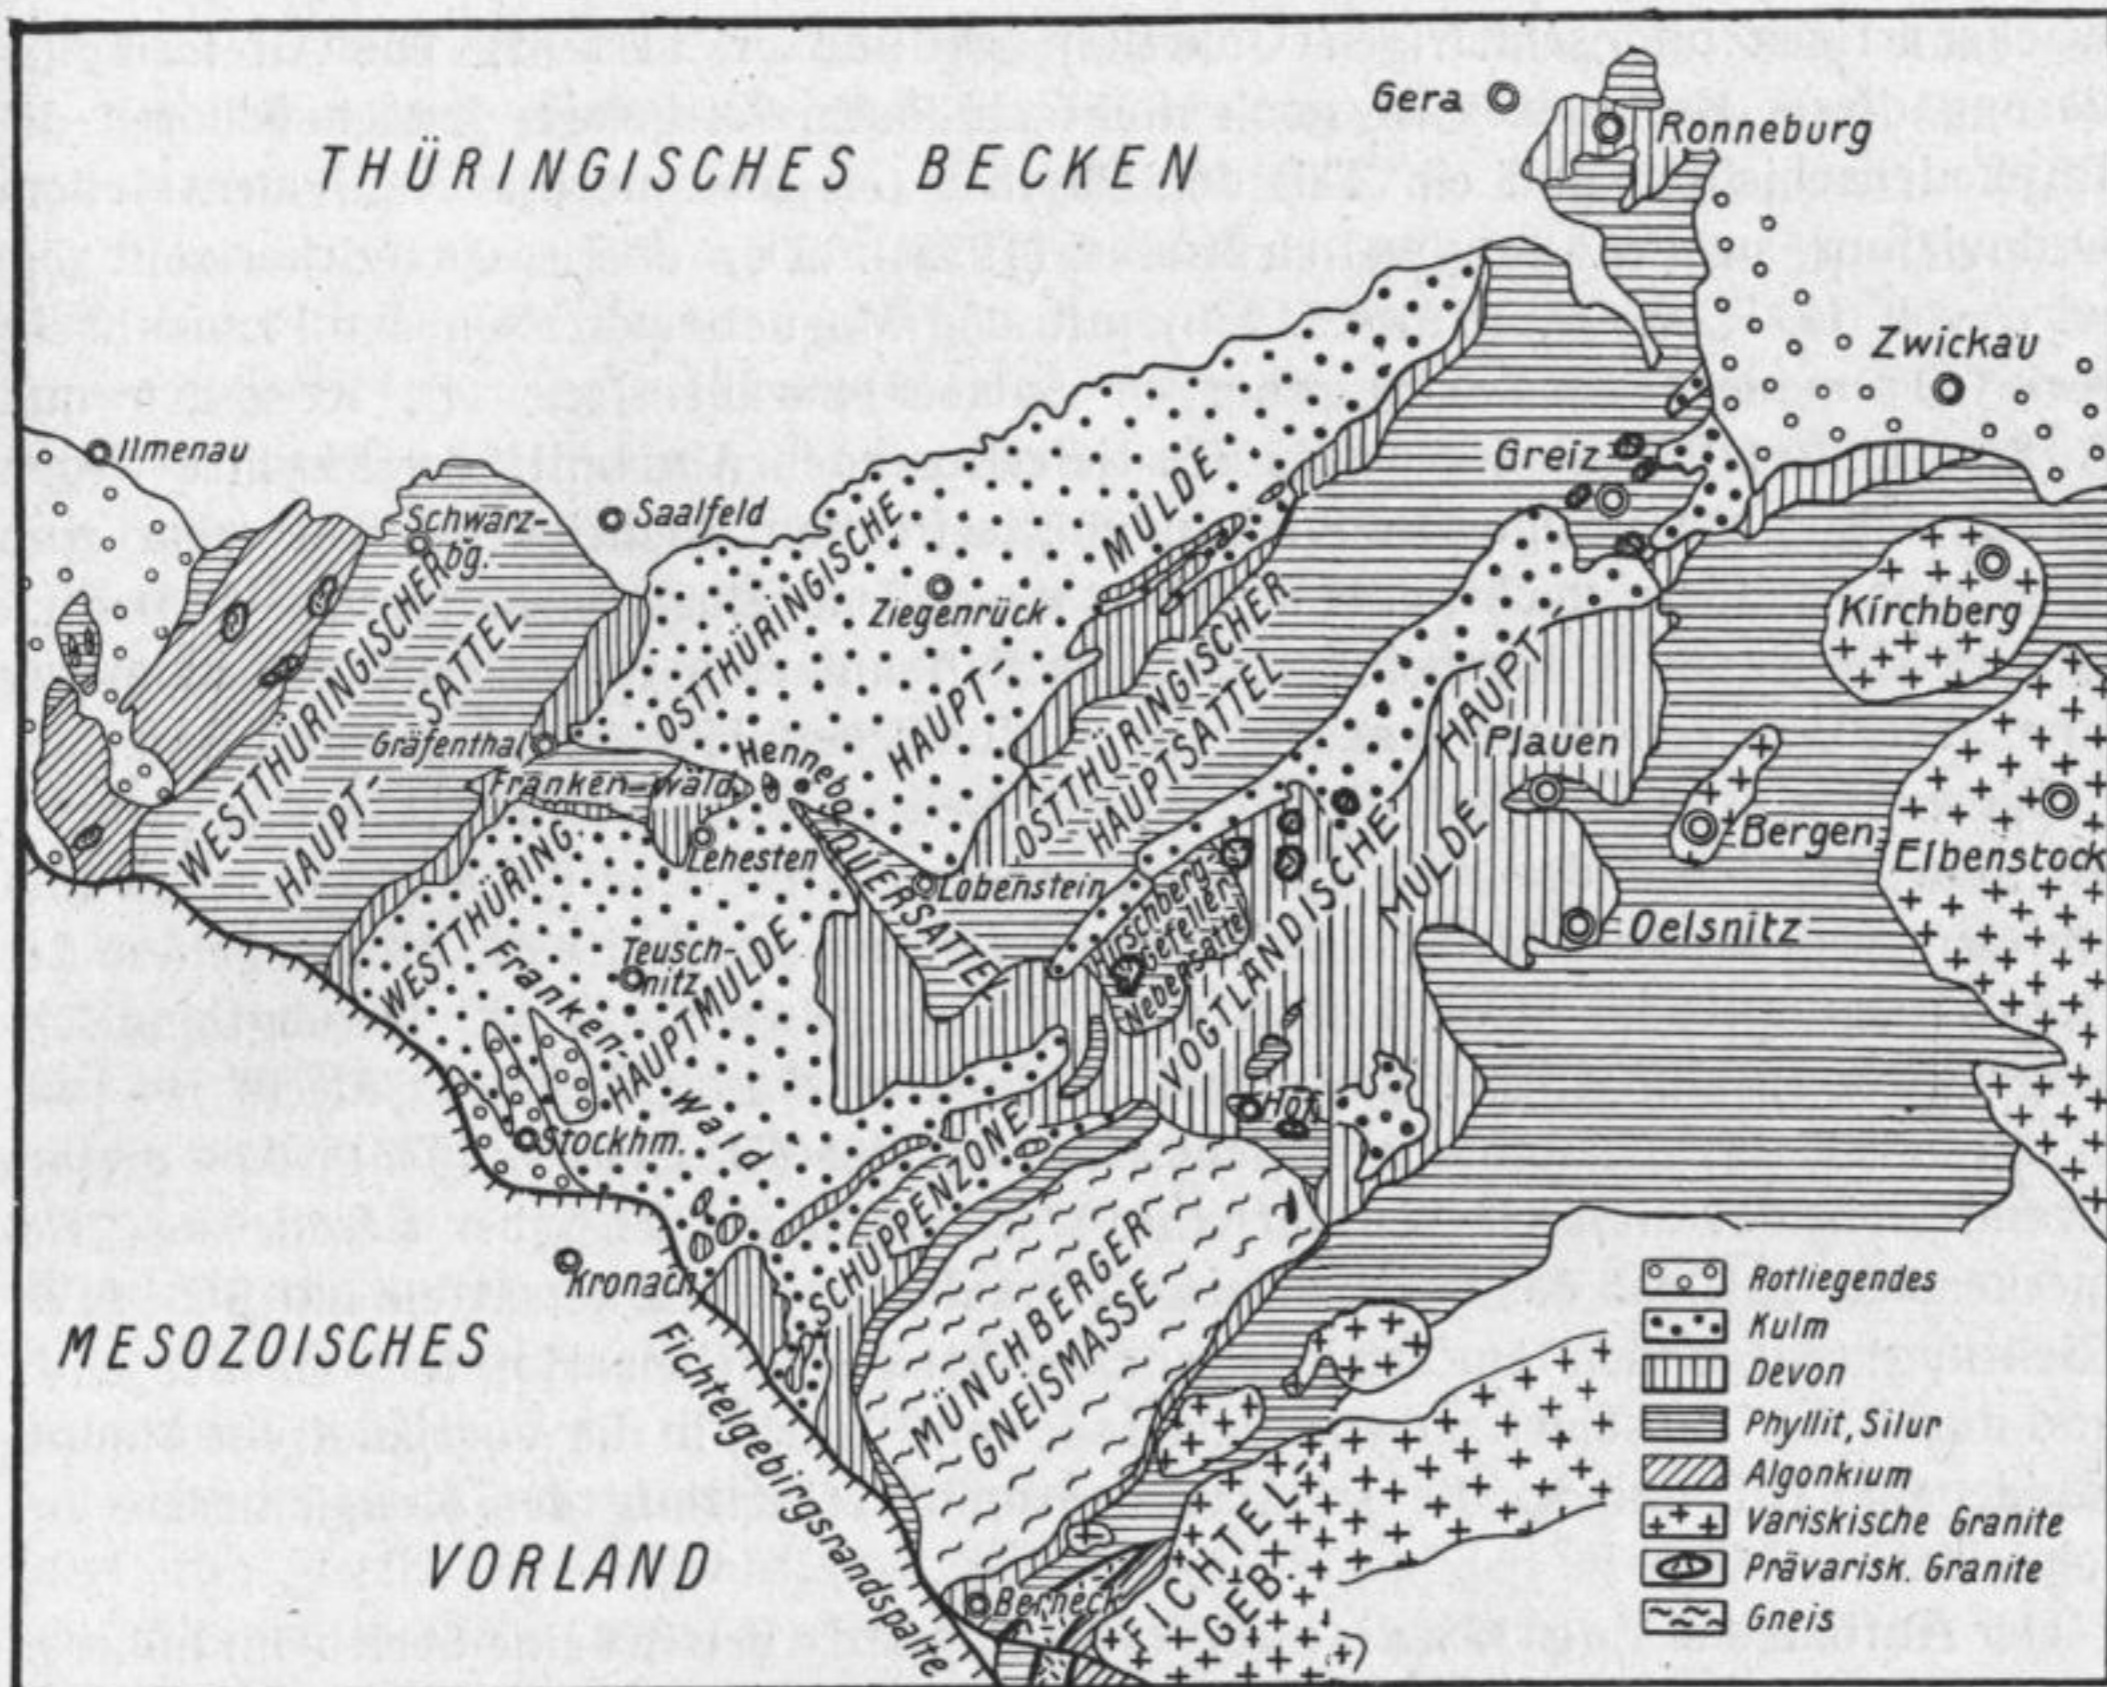 Gera
Ronneburg
THÜRINGISCHES BECKEN
Zwickau
Ilmenau
Greiz
Schwarz-
bg.
Saalfeld
Ziegenrück
Kirchberg
OSTTHÜRINGISCHE
HAUPT-
MULDE
WESTTHÜRINGISCHER
HAUPT-
SATTEL
OSTTHÜRINGISCHER
HAUPTSATTEL
Gräfenthal
Franken-wäld.
Hennebg.
QUERSATTEL
Lehesten
Lobenstein
Plauen
Bergen
Eibenstock
Oelsnitz
Hirschberg-
Gefeller
Nebensattel
VOGTLÄNDISCHE
HAUPT
MULDE
WESTTHÜRING.
HAUPTMULDE
Teusch-
nitz
Franken-
wald
Stockhm.
Hof
Kronach
SCHUPPENZONE
MÜNCHBERGER
GNEISMASSE
MESOZOISCHES
VORLAND
Fichtelgebirgsrandspalte
Berneck
FICHTEL-
GEB.
Rotliegendes
Kulm
Devon
Phyllit, Silur
Algonkium
Variskische Granite
Prävarisk. Granite
Gneis